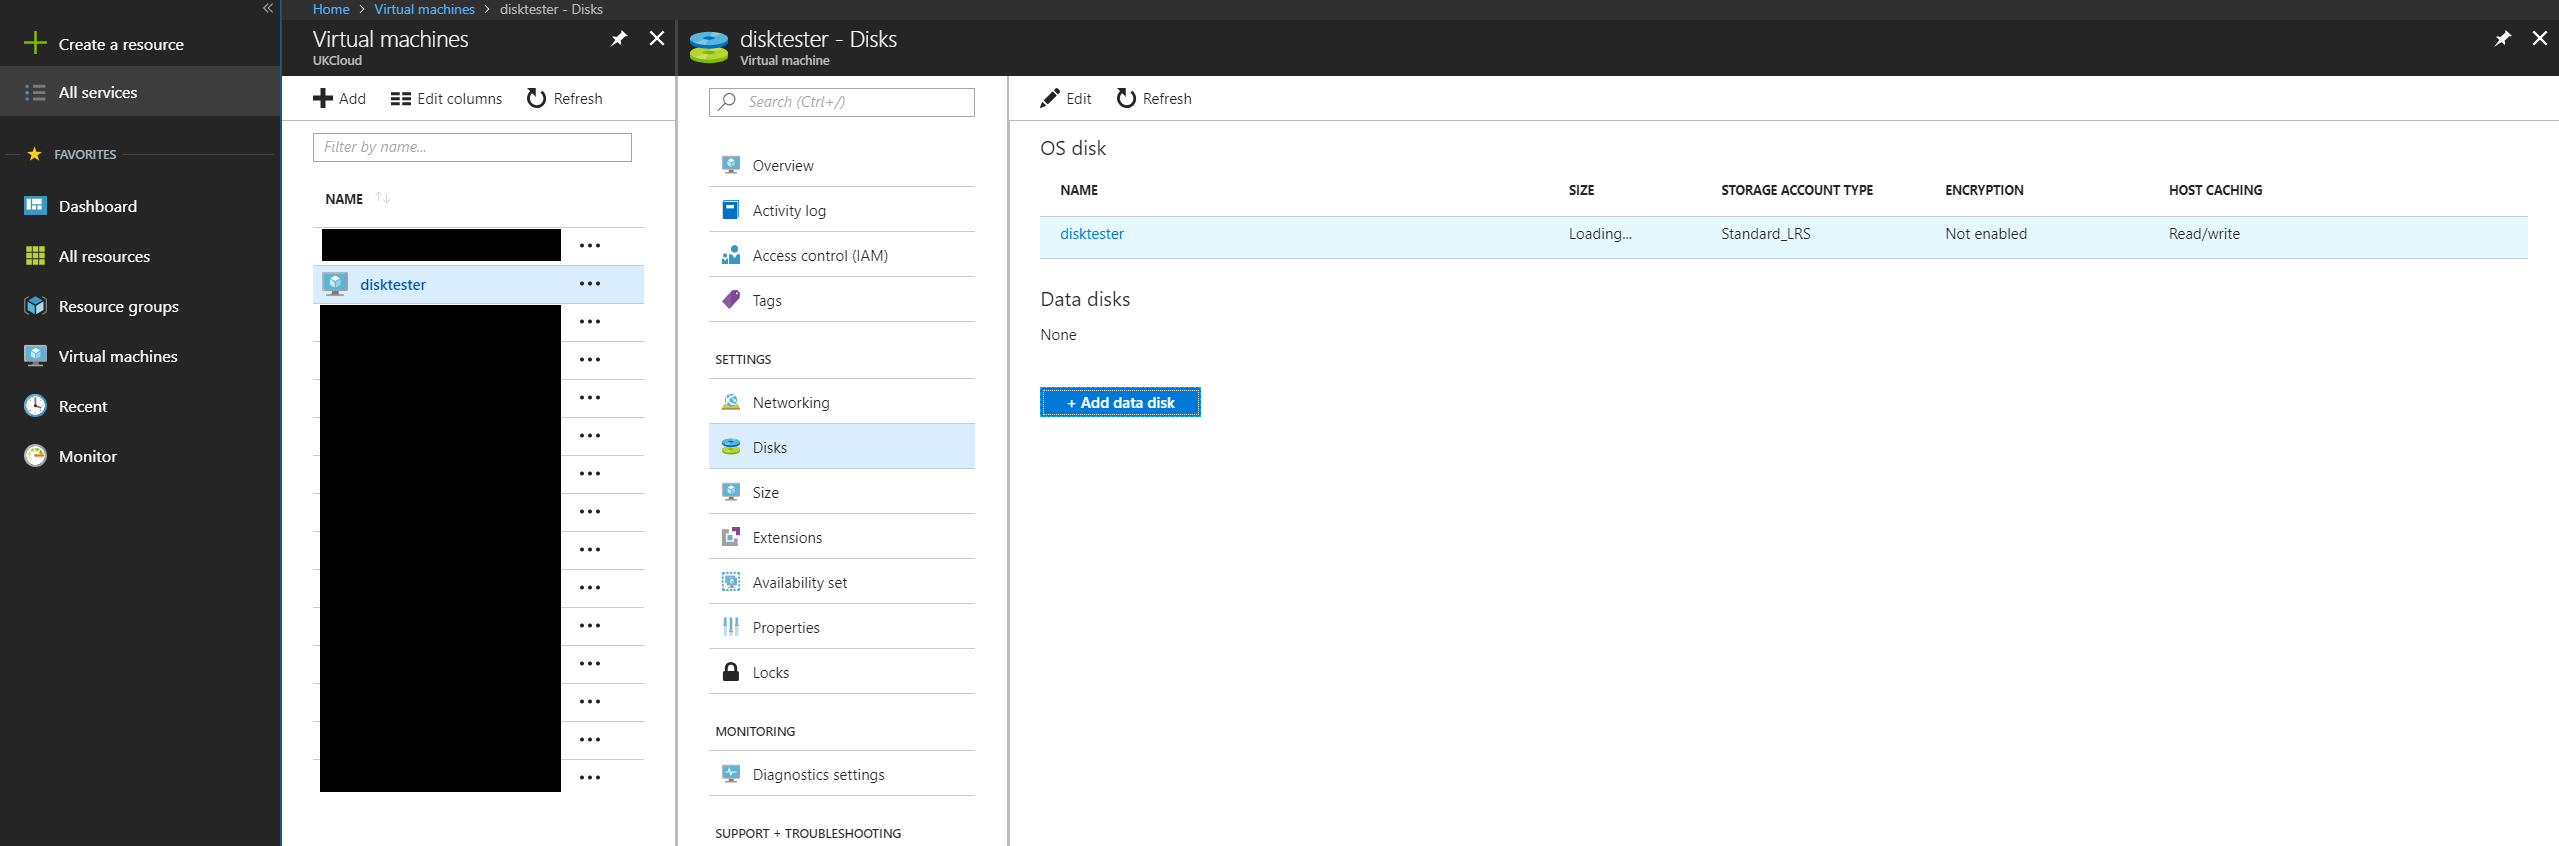 Create a resource
All services
FAVORITES
Dashboard
All resources
Resource groups
Virtual machines
Recent
Monitor
Home > Virtual machines > disktester - Disks
Virtual machines
UKCloud
Add Edit columns Refresh
Filter by name...
NAME
disktester
disktester - Disks
Virtual machine
Search (Ctrl+/)
Overview
Activity log
Access control (IAM)
Tags
SETTINGS
Networking
Disks
Size
Extensions
Availability set
Properties
Locks
MONITORING
Diagnostics settings
SUPPORT + TROUBLESHOOTING
Edit Refresh
OS disk
NAME SIZE STORAGE ACCOUNT TYPE ENCRYPTION HOST CACHING
disktester Loading... Standard_LRS Not enabled Read/write
Data disks
None
+ Add data disk